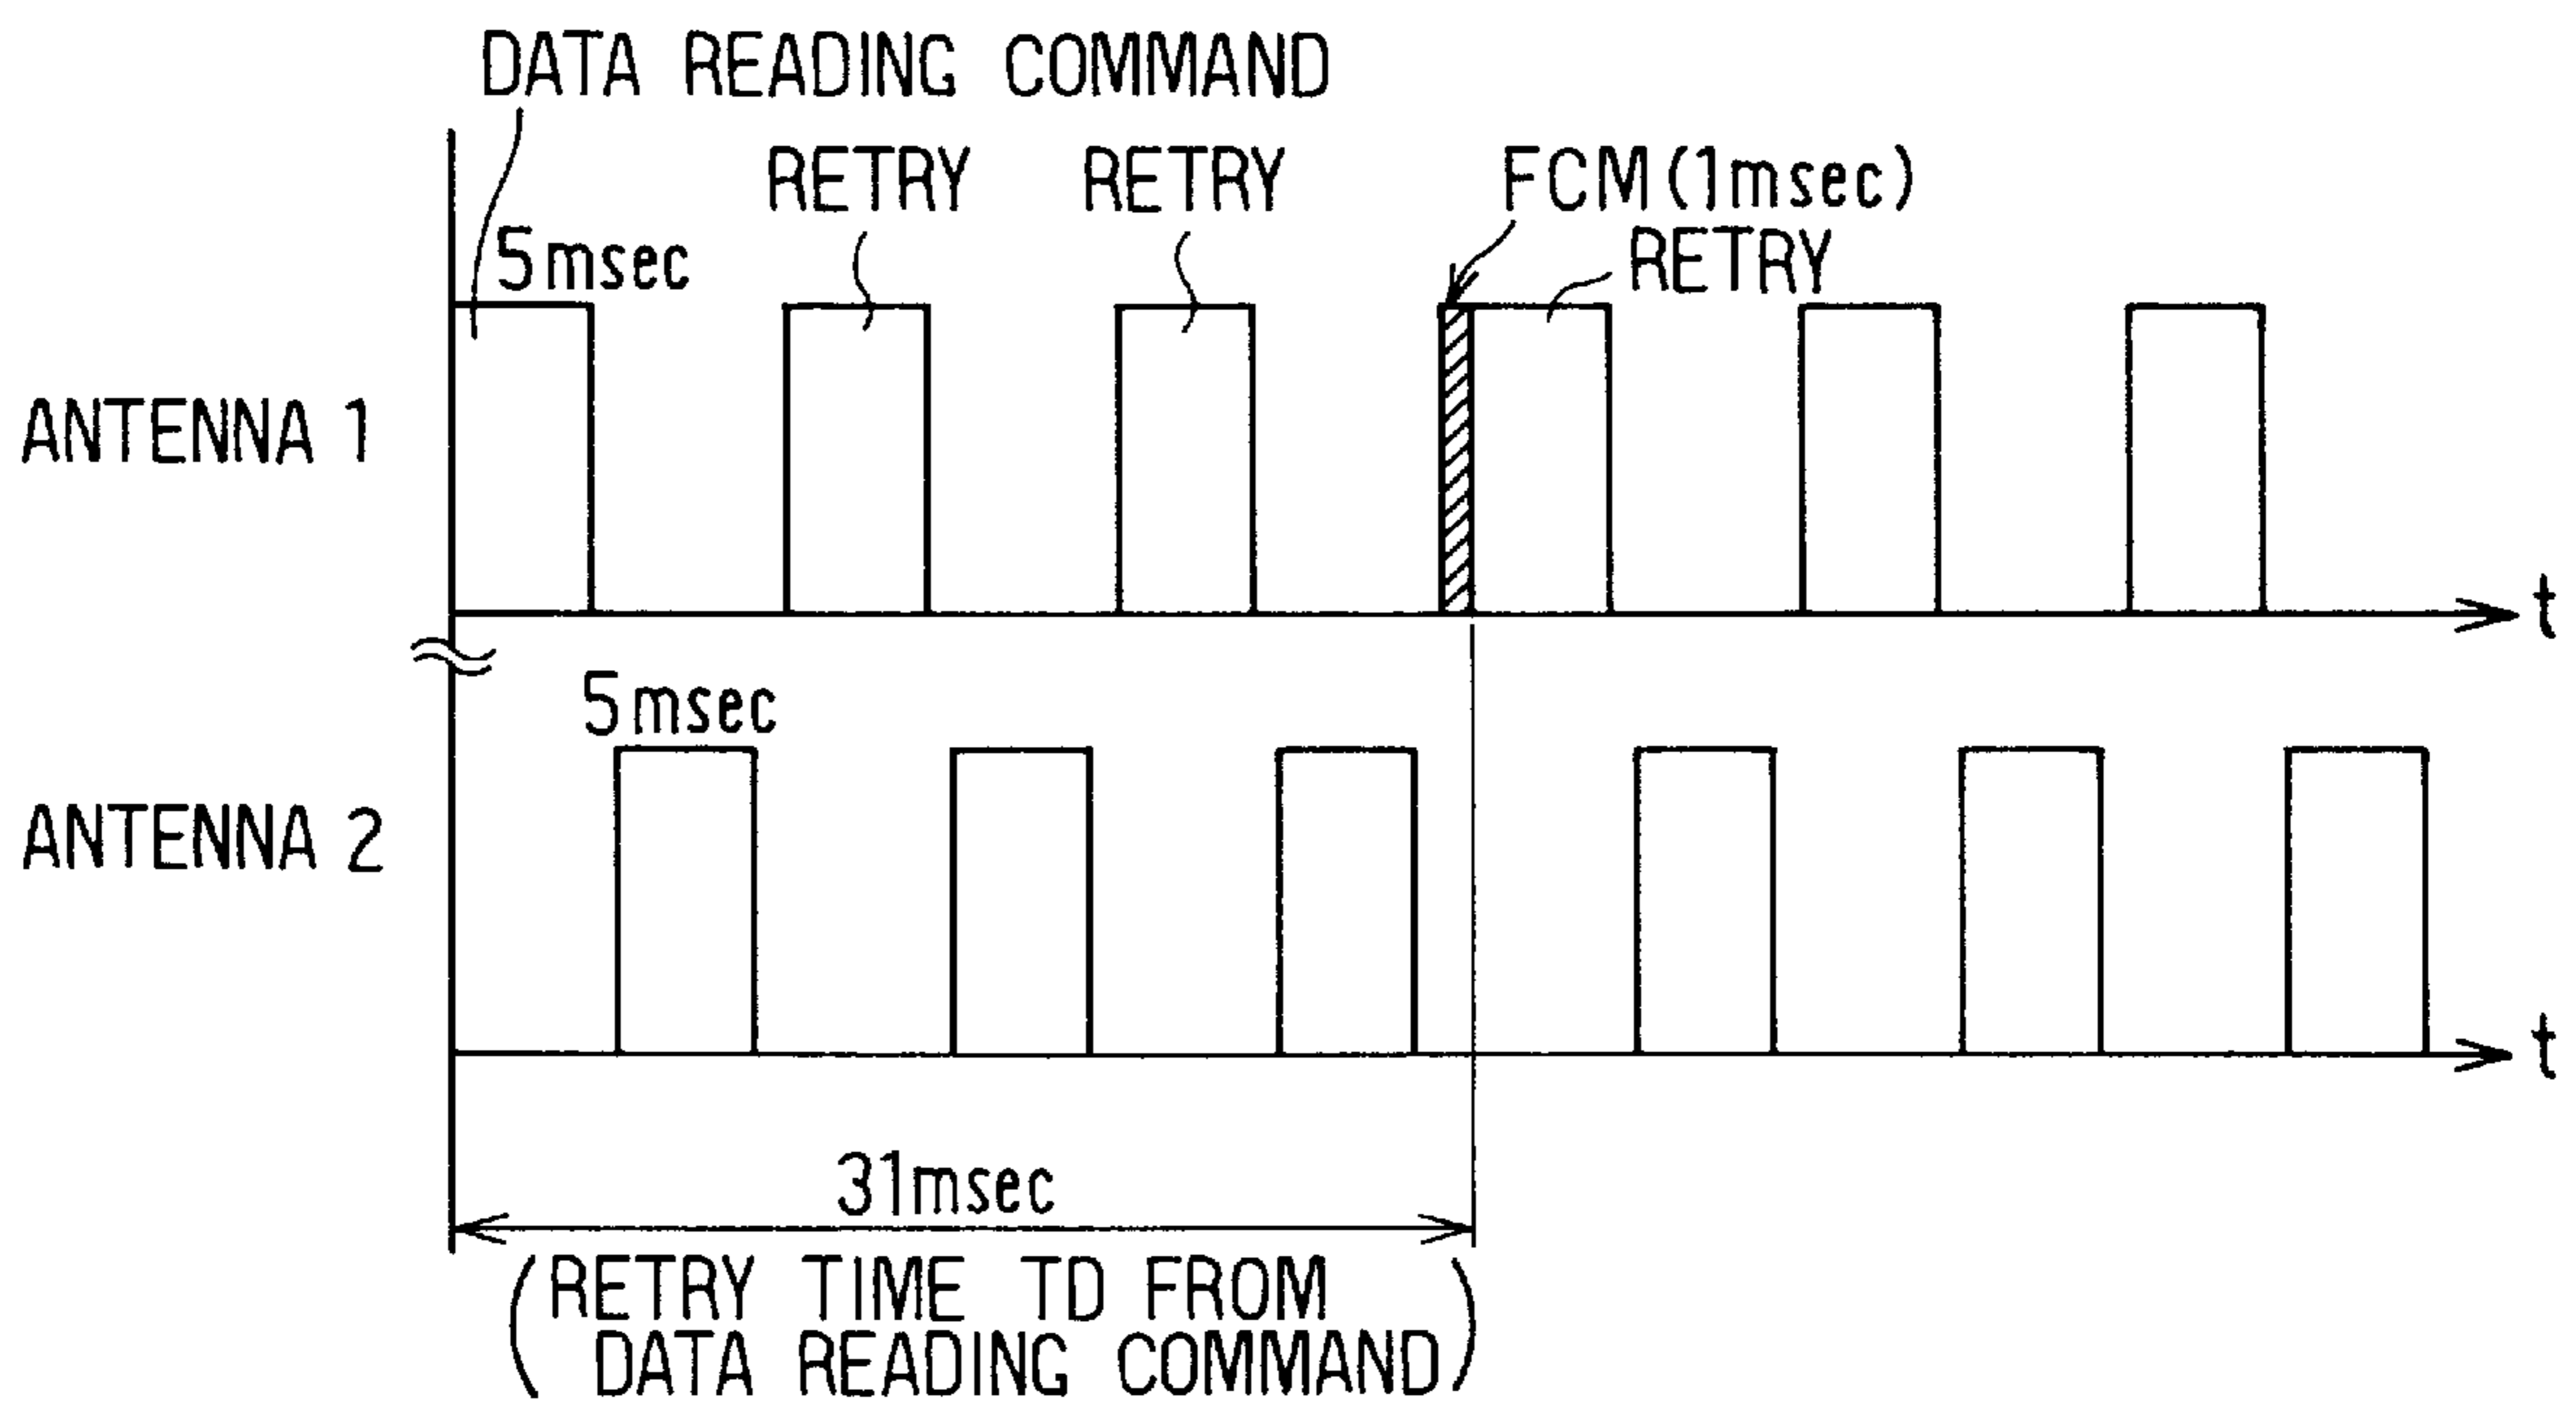 DATA READING COMMAND
RETRY RETRY FCM(1msec)
5msec RETRY
ANTENNA 1
t
5msec
ANTENNA 2
t
31msec
(RETRY TIME TD FROM
DATA READING COMMAND)